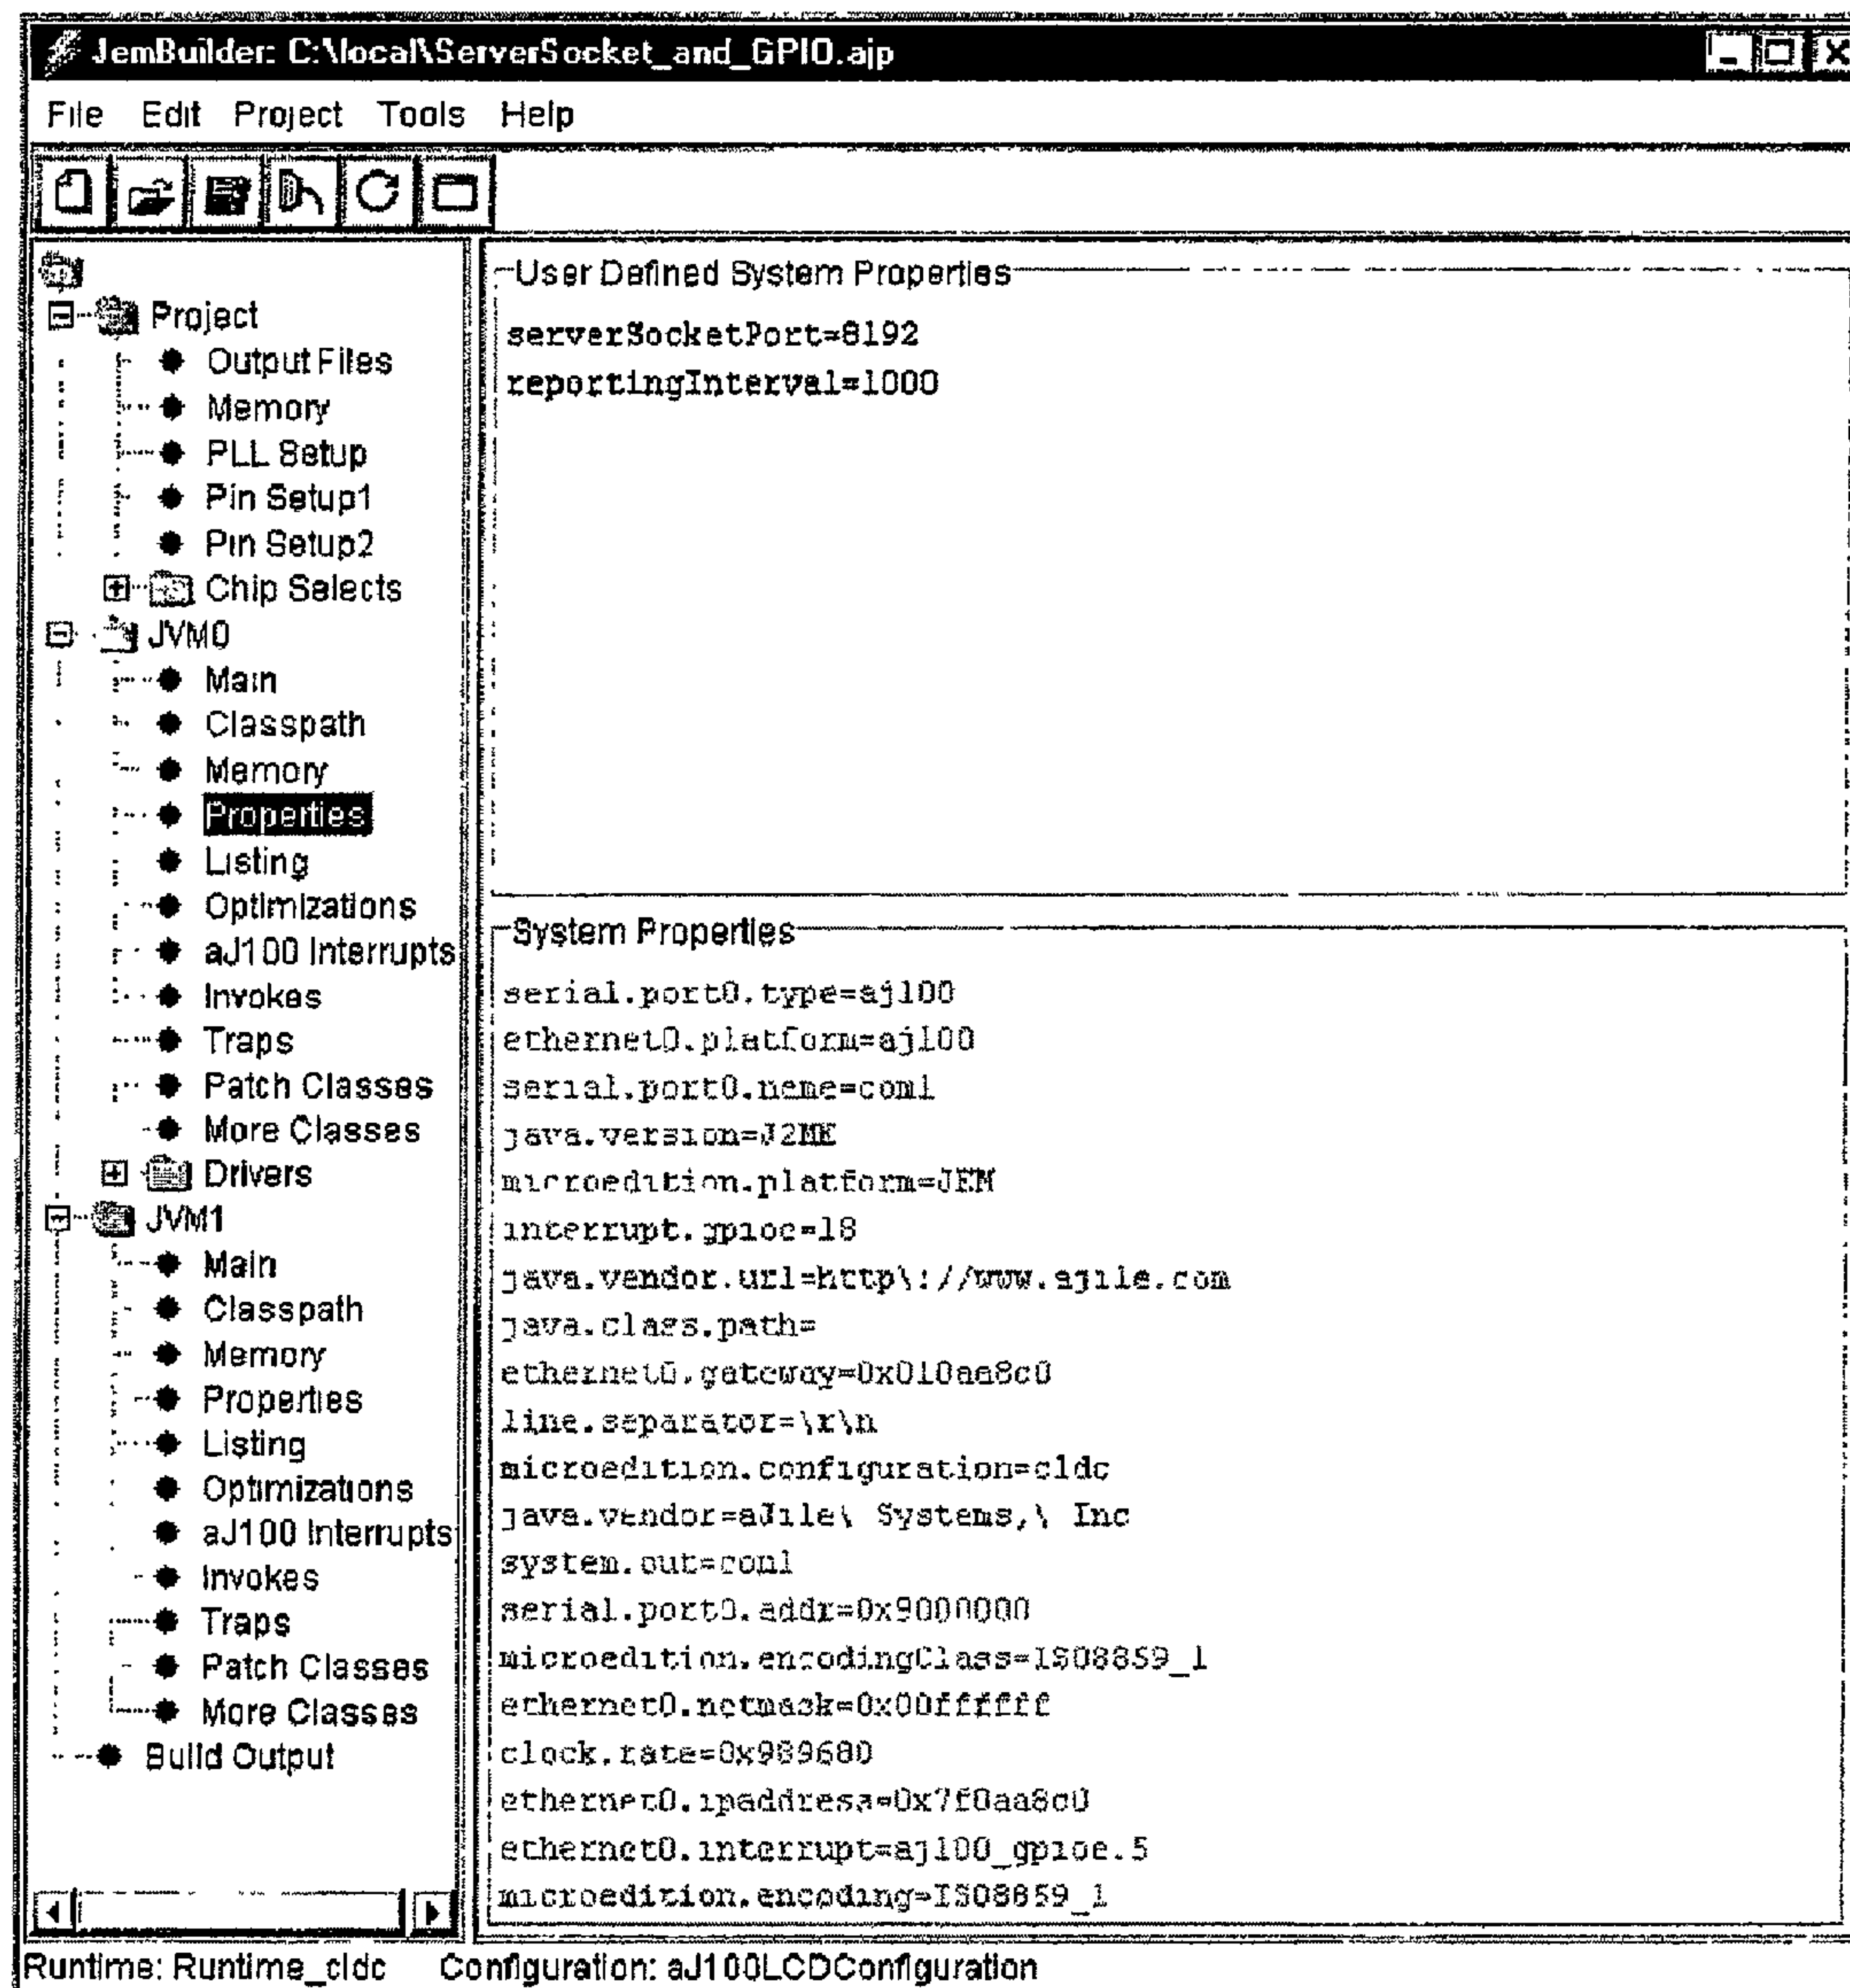 JemBuilder: C:\local\ServerSocket_and_GPIO.ajp
File Edit Project Tools Help
Project
Output Files
Memory
PLL Setup
Pin Setup1
Pin Setup2
Chip Selects
JVM0
Main
Classpath
Memory
Properties
Listing
Optimizations
aJ100 Interrupts
Invokes
Traps
Patch Classes
More Classes
Drivers
JVM1
Main
Classpath
Memory
Properties
Listing
Optimizations
aJ100 Interrupts
Invokes
Traps
Patch Classes
More Classes
Build Output
User Defined System Properties
serverSocketPort=8192
reportingInterval=1000
System Properties
serial.port0.type=aj100
ethernet0.platform=aj100
serial.port0.name=com1
java.version=J2ME
microedition.platform=JEM
interrupt.gpioc=18
java.vendor.url=http\://www.ajile.com
java.class.path=
ethernet0.gateway=0x010aa8c0
line.separator=\r\n
microedition.configuration=cldc
java.vendor=aJile\ Systems,\ Inc
system.out=com1
serial.port0.addr=0x9000000
microedition.encodingClass=ISO8859_1
ethernet0.netmask=0x00ffffff
clock.rate=0x989680
ethernet0.ipaddress=0x7f0aa8c0
ethernet0.interrupt=aj100_gpioe.5
microedition.encoding=ISO8859_1
Runtime: Runtime_cldc Configuration: aJ100LCDConfiguration